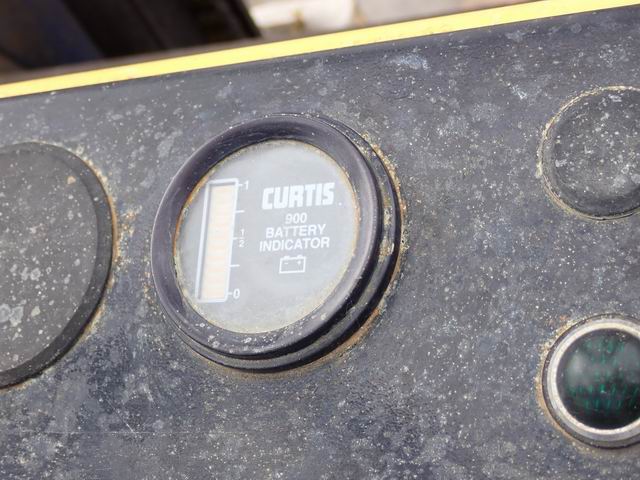 CURTIS
900
BATTERY
INDICATOR
1
1/2
0
- +